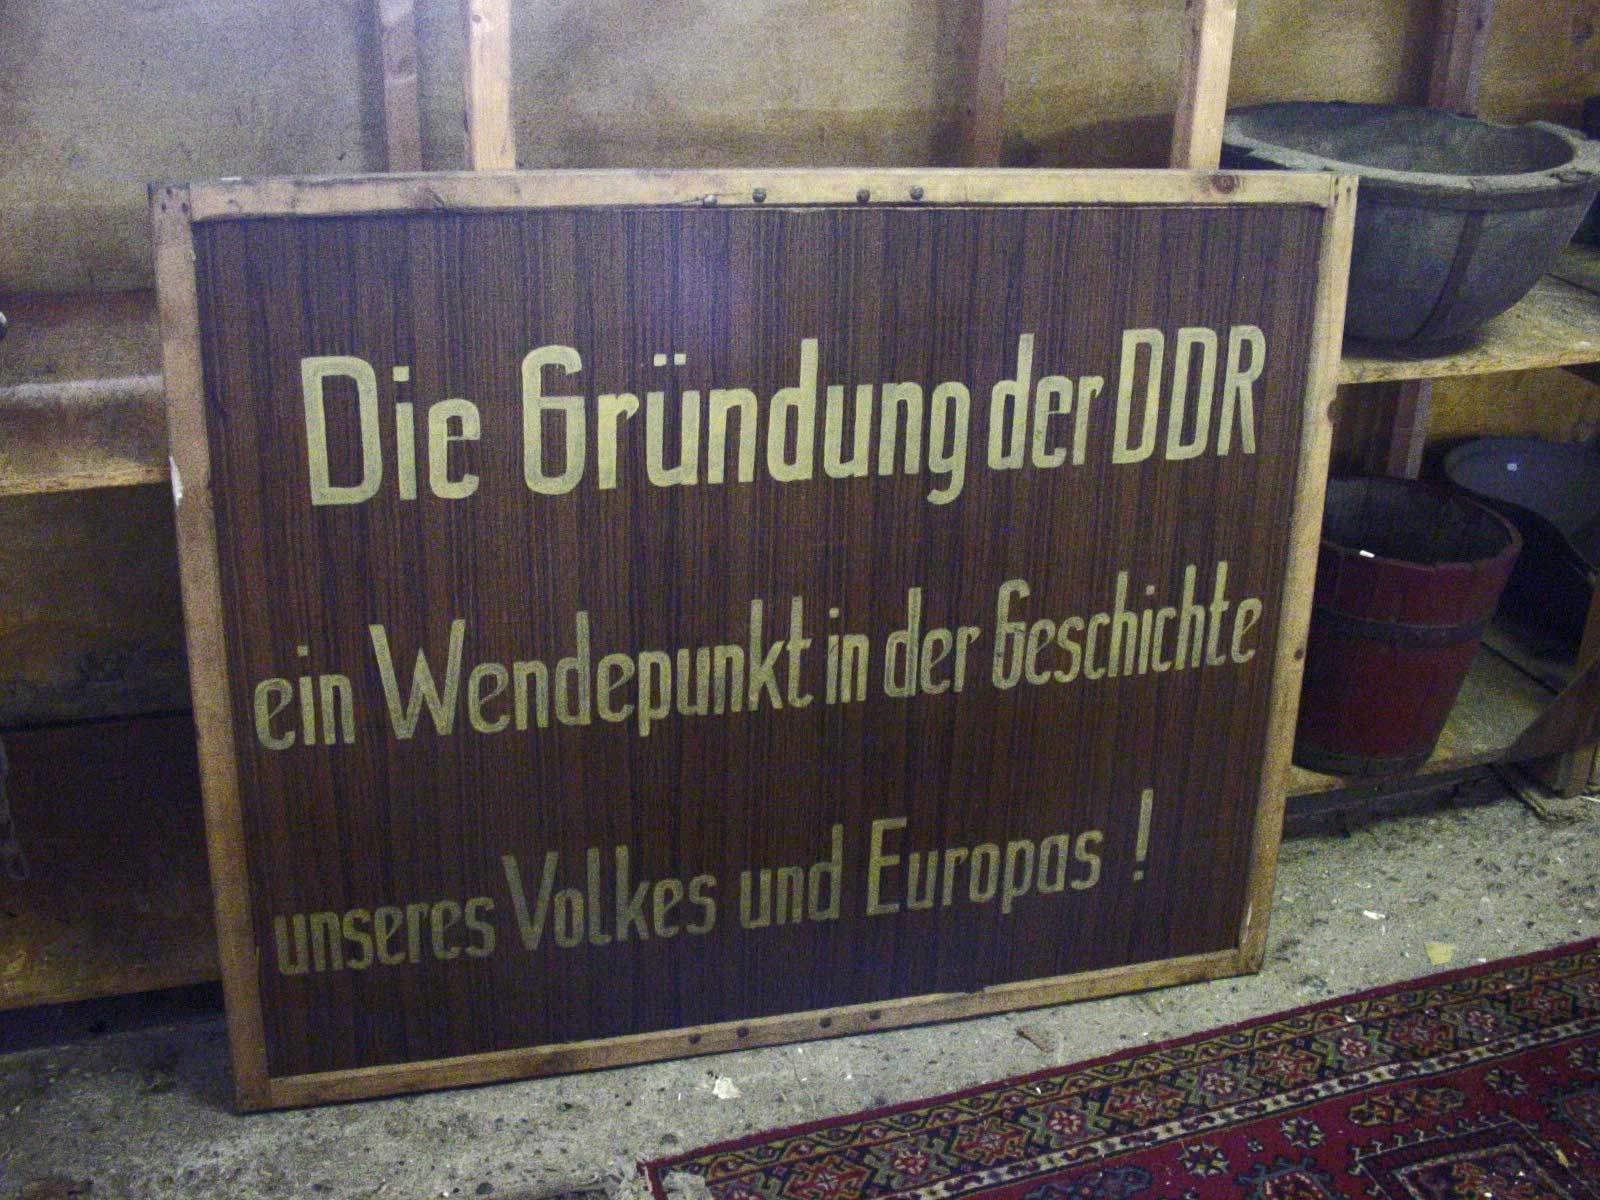 Die Gründung der DDR
ein Wendepunkt in der Geschichte
unseres Volkes und Europas !